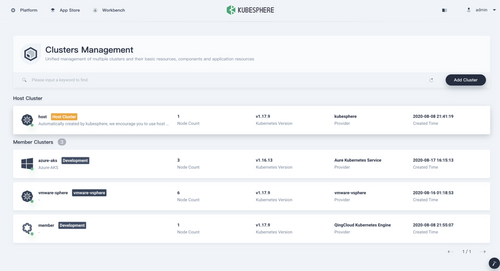 Platform App Store Workbench KUBESPHERE admin
Clusters Management
Unified management of multiple clusters and their basic resources, components and application resources
Please input a keyword to find
Add Cluster
Host Cluster
host Host Cluster 1 v1.17.9 kubesphere 2020-08-08 21:41:19
Automatically created by kubesphere, we encourage you to use host ... Node Count Kubernetes Version Provider Created Time
Member Clusters 3
azure-aks Development 3 v1.16.13 Aure Kubernetes Service 2020-08-17 16:15:13
azure-AKS Node Count Kubernetes Version Provider Created Time
vmware-sphere vmware-vsphere 6 v1.17.9 vmware-vsphere 2020-08-16 01:18:53
Node Count Kubernetes Version Provider Created Time
member Development 1 v1.17.9 QingCloud Kubernetes Engine 2020-08-08 21:55:07
Node Count Kubernetes Version Provider Created Time
1 / 1